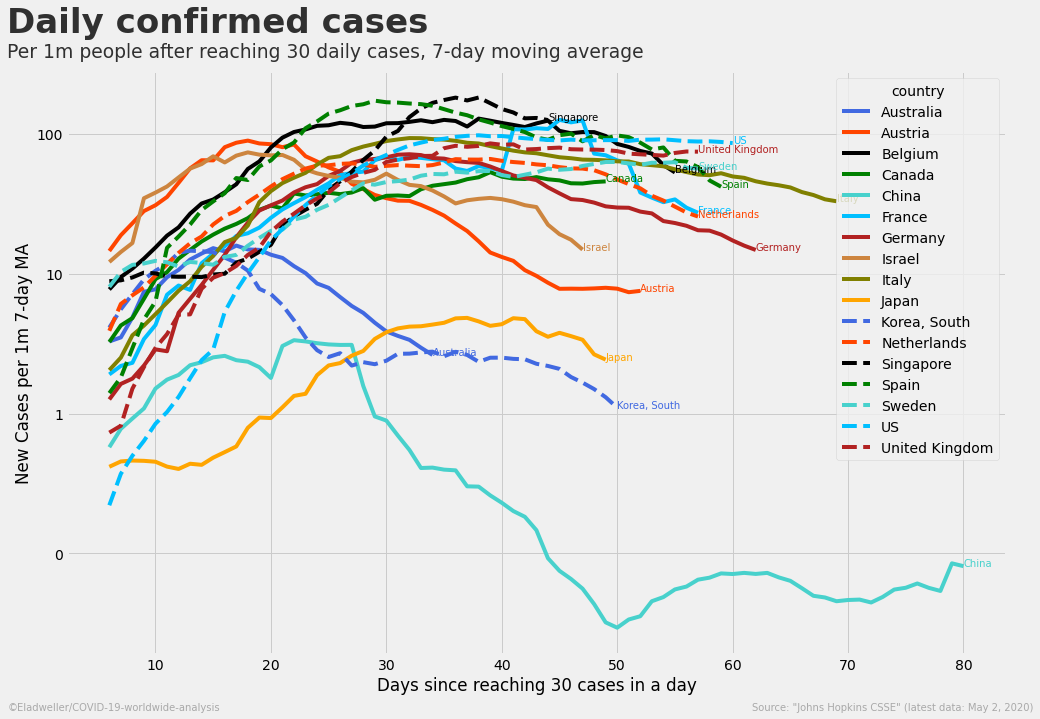 Daily confirmed cases
Per 1m people after reaching 30 daily cases, 7-day moving average
New Cases per 1m 7-day MA
100
10
1
0
10
20
30
40
50
60
70
80
Days since reaching 30 cases in a day
country
Australia
Austria
Belgium
Canada
China
France
Germany
Israel
Italy
Japan
Korea, South
Netherlands
Singapore
Spain
Sweden
US
United Kingdom
Singapore
US
United Kingdom
Sweden
Belgium
Canada
Spain
Italy
France
Netherlands
Israel
Germany
Austria
Australia
Japan
Korea, South
China
©Eladweller/COVID-19-worldwide-analysis
Source: "Johns Hopkins CSSE" (latest data: May 2, 2020)